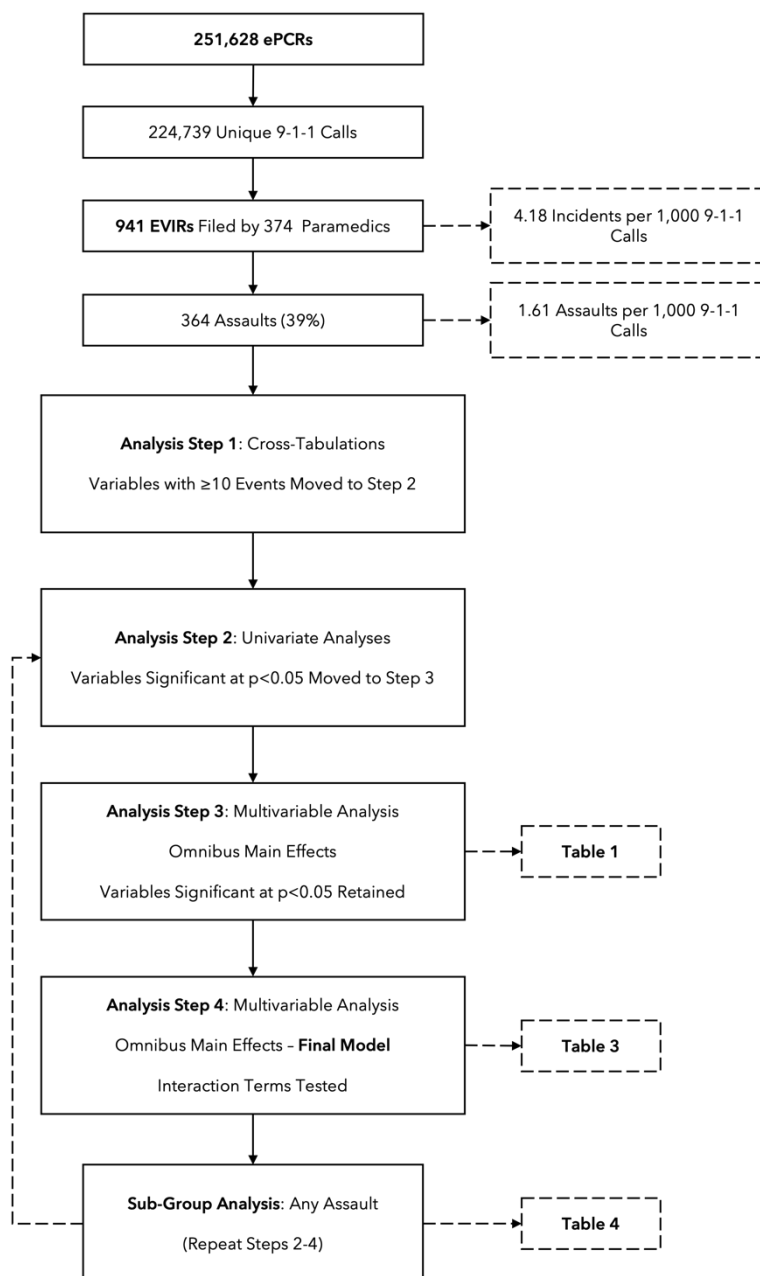 251,628 ePCRs
224,739 Unique 9-1-1 Calls
941 EVIRs Filed by 374 Paramedics
4.18 Incidents per 1,000 9-1-1
Calls
364 Assaults (39%)
1.61 Assaults per 1,000 9-1-1
Calls
Analysis Step 1: Cross-Tabulations
Variables with ≥10 Events Moved to Step 2
Analysis Step 2: Univariate Analyses
Variables Significant at p<0.05 Moved to Step 3
Analysis Step 3: Multivariable Analysis
Omnibus Main Effects
Variables Significant at p<0.05 Retained
Table 1
Analysis Step 4: Multivariable Analysis
Omnibus Main Effects – Final Model
Interaction Terms Tested
Table 3
Sub-Group Analysis: Any Assault
(Repeat Steps 2-4)
Table 4